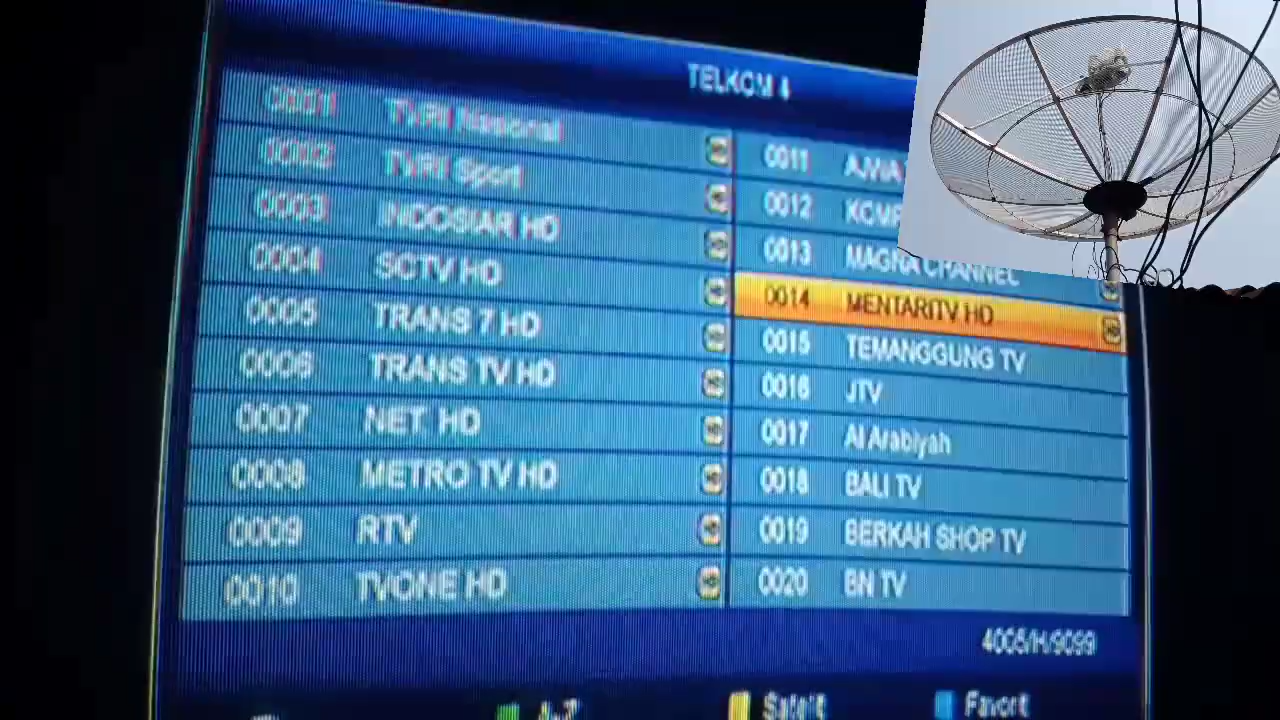 TELKOM 4
0001 TVRI Nasional
0002 TVRI Sport
0003 INDOSIAR HD
0004 SCTV HD
0005 TRANS 7 HD
0006 TRANS TV HD
0007 NET. HD
0008 METRO TV HD
0009 RTV
0010 TVONE HD
0011
0012
0013 MAGNA CHANNEL
0014 MENTARITV HD
0015 TEMANGGUNG TV
0016 JTV
0017 Al Arabiyah
0018 BALI TV
0019 BERKAH SHOP TV
0020 BN TV
4005/H/9099
A-Z Satelit Favorit